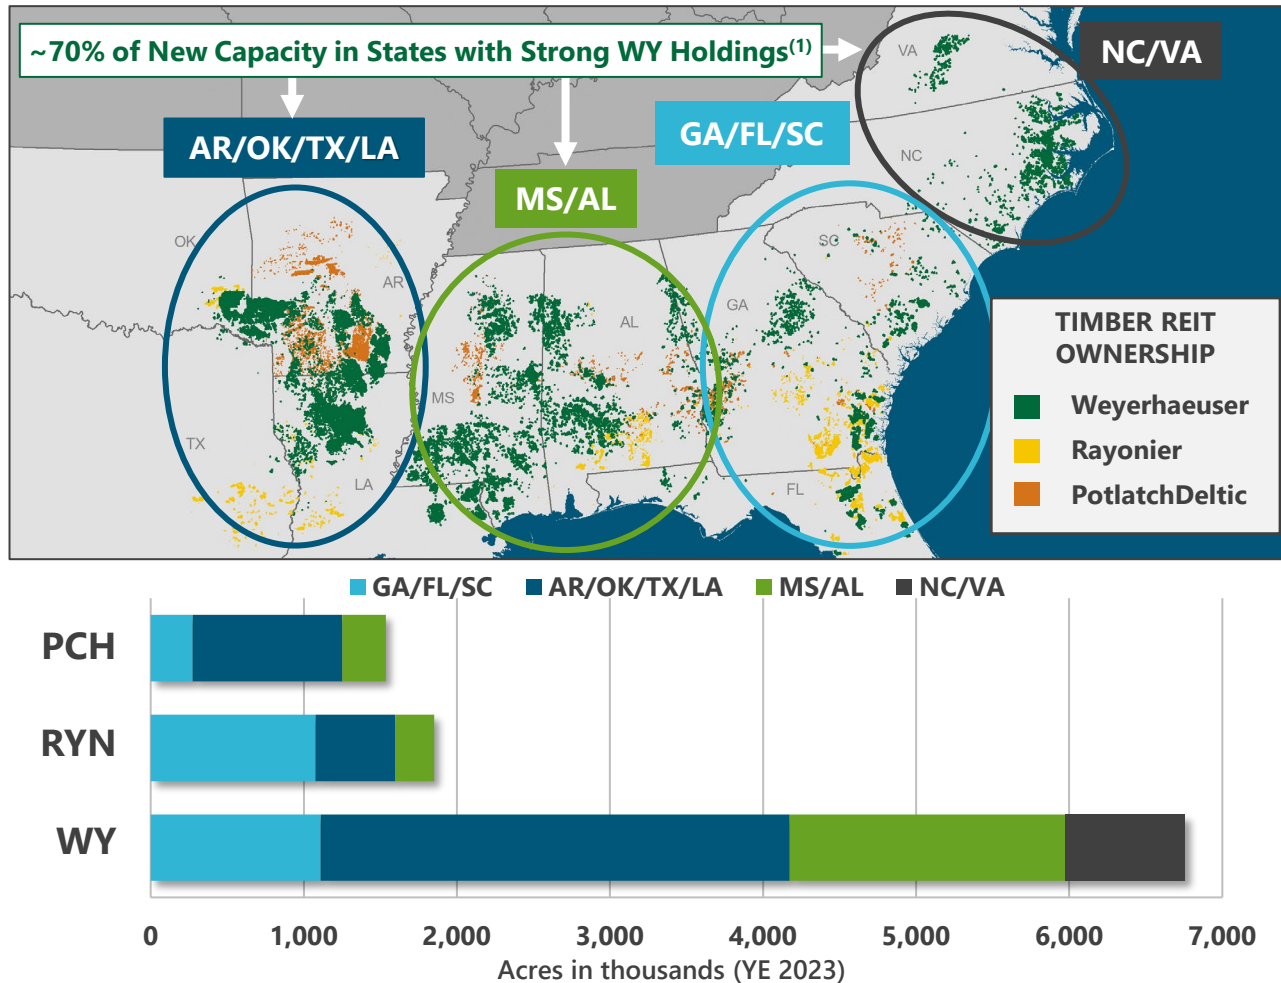 ~70% of New Capacity in States with Strong WY Holdings(1)
NC/VA
AR/OK/TX/LA
GA/FL/SC
MS/AL
VA
NC
OK
AR
SC
GA
AL
MS
TX
LA
FL
TIMBER REIT
OWNERSHIP
Weyerhaeuser
Rayonier
PotlatchDeltic
GA/FL/SC AR/OK/TX/LA MS/AL NC/VA
PCH
RYN
WY
0 1,000 2,000 3,000 4,000 5,000 6,000 7,000
Acres in thousands (YE 2023)